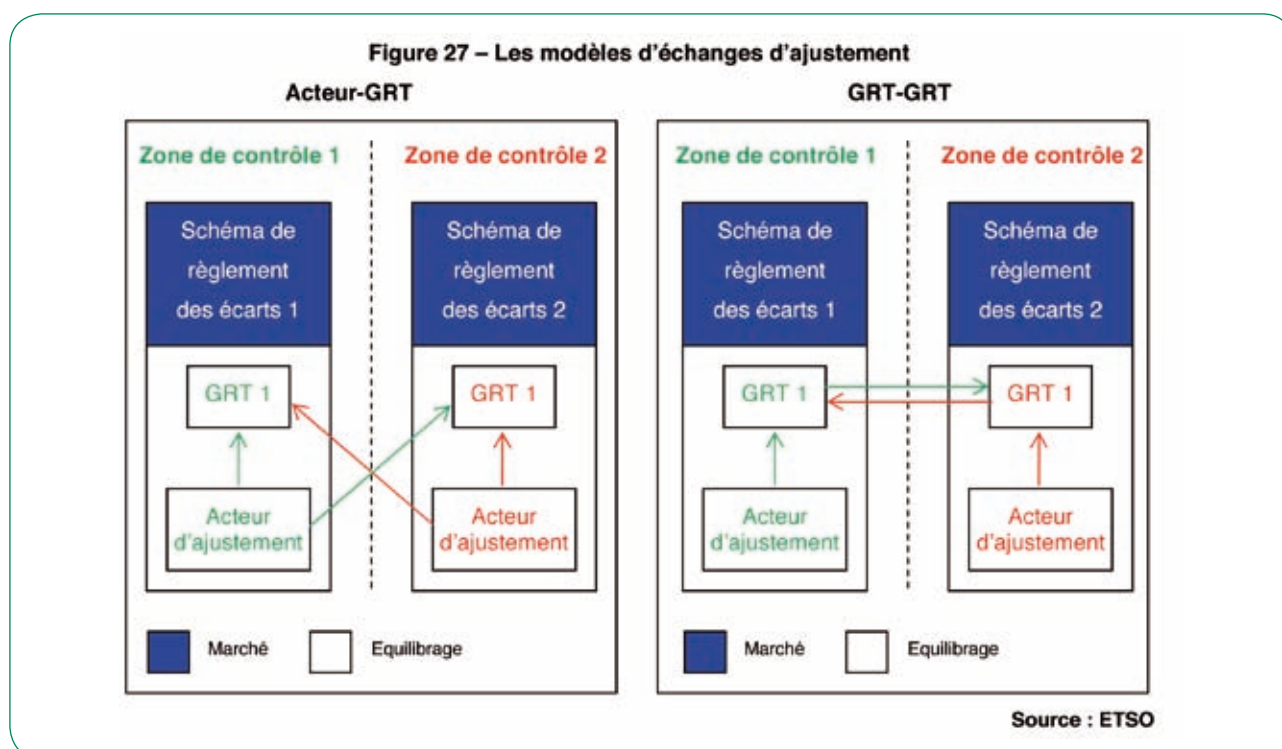 Figure 27 – Les modèles d'échanges d'ajustement
Acteur-GRT
Zone de contrôle 1
Zone de contrôle 2
Schéma de
règlement
des écarts 1
Schéma de
règlement
des écarts 2
GRT 1
GRT 1
Acteur
d'ajustement
Acteur
d'ajustement
Marché
Equilibrage
GRT-GRT
Zone de contrôle 1
Zone de contrôle 2
Schéma de
règlement
des écarts 1
Schéma de
règlement
des écarts 2
GRT 1
GRT 1
Acteur
d'ajustement
Acteur
d'ajustement
Marché
Equilibrage
Source : ETSO